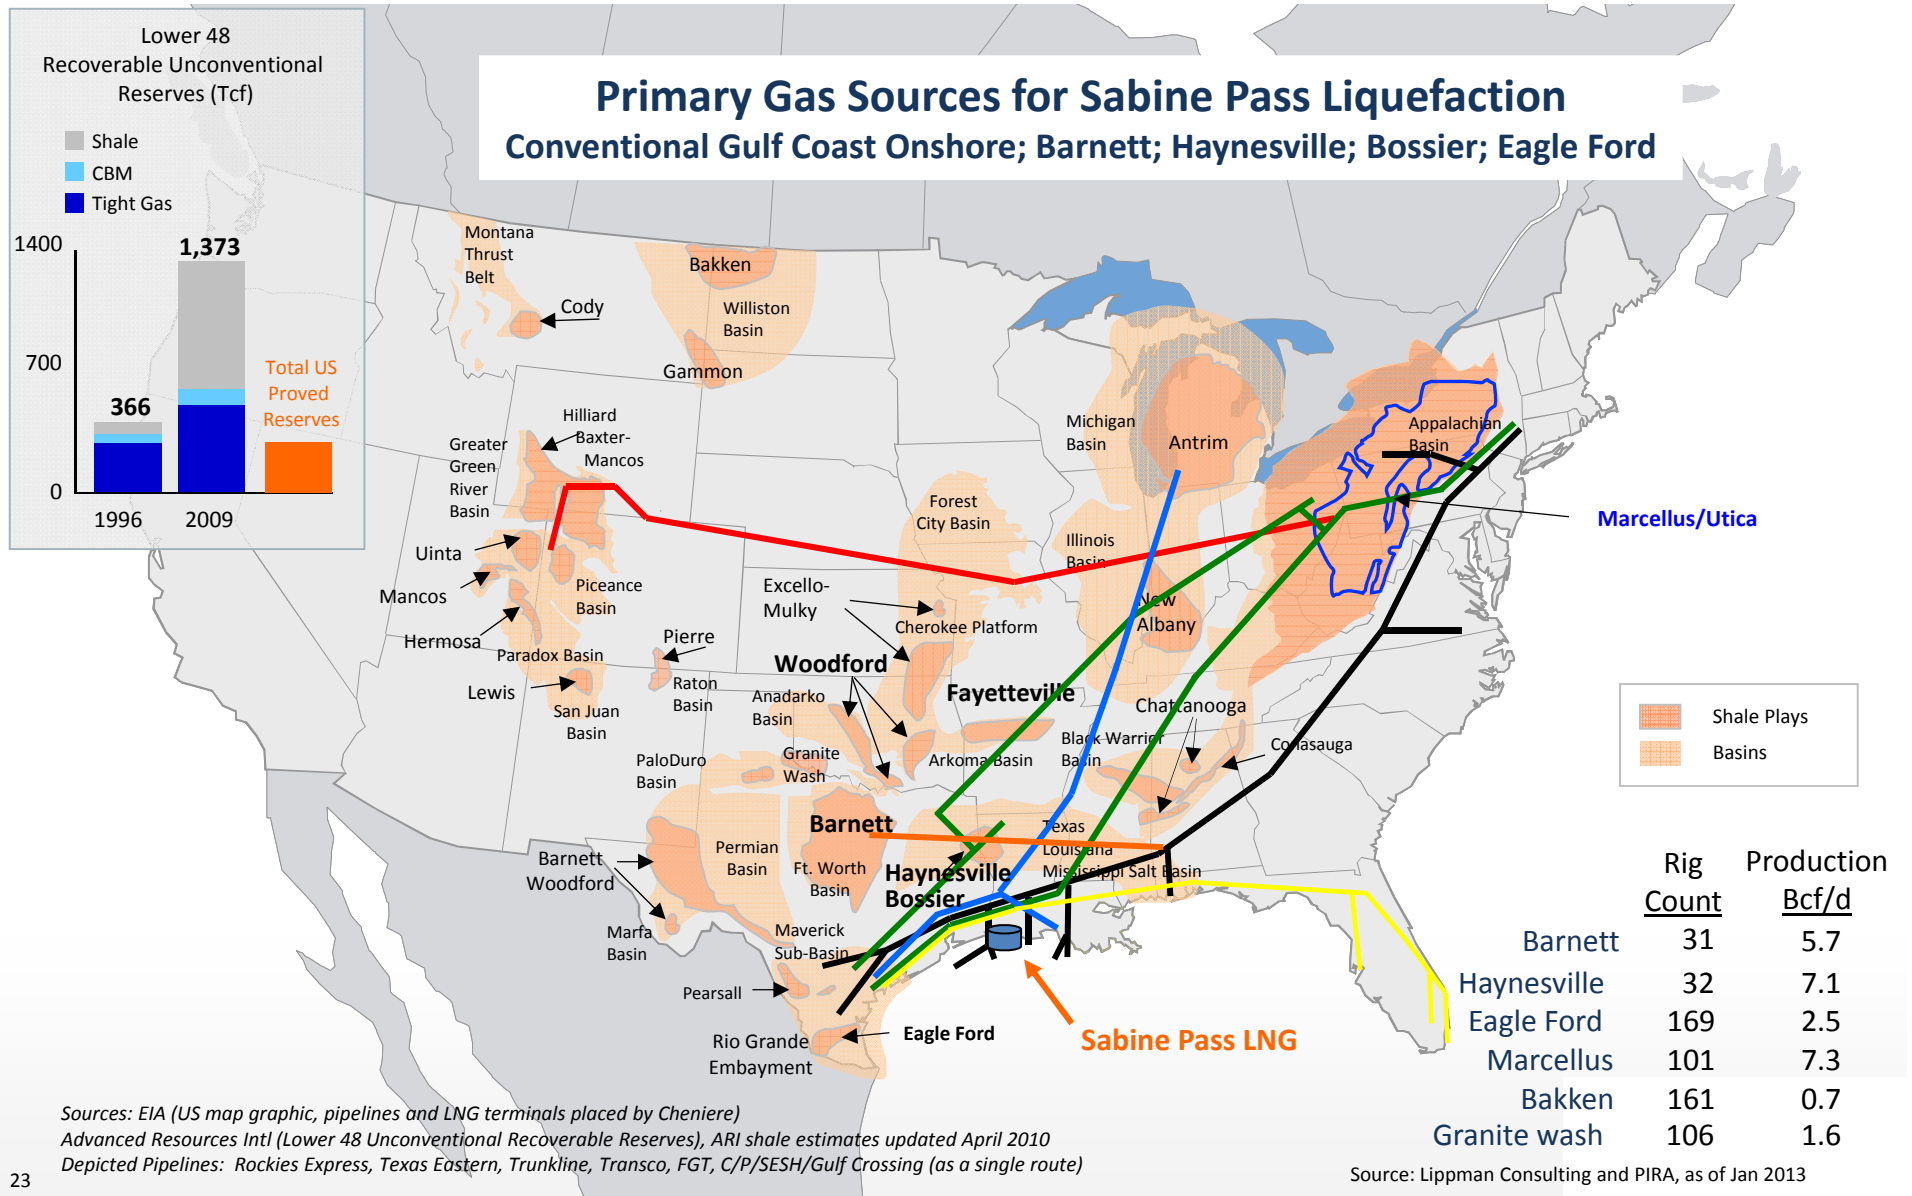 Lower 48
Recoverable Unconventional
Reserves (Tcf)
Shale
CBM
Tight Gas
1400
700
0
366
1,373
Total US
Proved
Reserves
1996
2009
Primary Gas Sources for Sabine Pass Liquefaction
Conventional Gulf Coast Onshore; Barnett; Haynesville; Bossier; Eagle Ford
Montana
Thrust
Belt
Cody
Bakken
Williston
Basin
Gammon
Hilliard
Baxter-
Mancos
Greater
Green
River
Basin
Uinta
Mancos
Hermosa
Piceance
Basin
Paradox Basin
Lewis
San Juan
Basin
Pierre
Raton
Basin
Forest
City Basin
Excello-
Mulky
Cherokee Platform
Woodford
Anadarko
Basin
Fayetteville
Granite
Wash
Arkoma Basin
PaloDuro
Basin
Michigan
Basin
Antrim
Illinois
Basin
New
Albany
Appalachian
Basin
Marcellus/Utica
Chattanooga
Black Warrior
Basin
Conasauga
Barnett
Permian
Basin
Ft. Worth
Basin
Barnett
Woodford
Marfa
Basin
Haynesville
Bossier
Texas
Louisiana
Mississippi Salt Basin
Maverick
Sub-Basin
Pearsall
Rio Grande
Embayment
Eagle Ford
Sabine Pass LNG
Shale Plays
Basins
Rig Production
Count Bcf/d
Barnett 31 5.7
Haynesville 32 7.1
Eagle Ford 169 2.5
Marcellus 101 7.3
Bakken 161 0.7
Granite wash 106 1.6
Source: Lippman Consulting and PIRA, as of Jan 2013
Sources: EIA (US map graphic, pipelines and LNG terminals placed by Cheniere)
Advanced Resources Intl (Lower 48 Unconventional Recoverable Reserves), ARI shale estimates updated April 2010
Depicted Pipelines: Rockies Express, Texas Eastern, Trunkline, Transco, FGT, C/P/SESH/Gulf Crossing (as a single route)
23